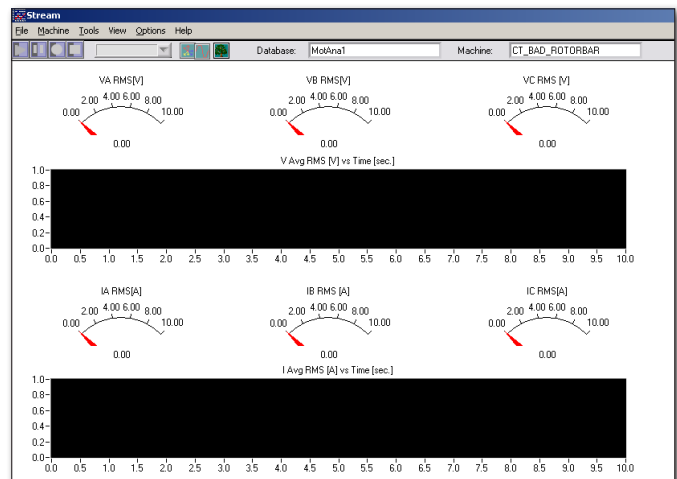 Stream
File Machine Tools View Options Help
Database: MotAna1 Machine: CT_BAD_ROTORBAR
VA RMS[V] VB RMS[V] VC RMS [V]
0.00 2.00 4.00 6.00 8.00 10.00 0.00 2.00 4.00 6.00 8.00 10.00 0.00 2.00 4.00 6.00 8.00 10.00
0.00 0.00 0.00
V Avg RMS [V] vs Time [sec.]
1.0
0.8
0.6
0.4
0.2
0.0
0.0 0.5 1.0 1.5 2.0 2.5 3.0 3.5 4.0 4.5 5.0 5.5 6.0 6.5 7.0 7.5 8.0 8.5 9.0 9.5 10.0
IA RMS[A] IB RMS [A] IC RMS[A]
0.00 2.00 4.00 6.00 8.00 10.00 0.00 2.00 4.00 6.00 8.00 10.00 0.00 2.00 4.00 6.00 8.00 10.00
0.00 0.00 0.00
I Avg RMS [A] vs Time [sec.]
1.0
0.8
0.6
0.4
0.2
0.0
0.0 0.5 1.0 1.5 2.0 2.5 3.0 3.5 4.0 4.5 5.0 5.5 6.0 6.5 7.0 7.5 8.0 8.5 9.0 9.5 10.0